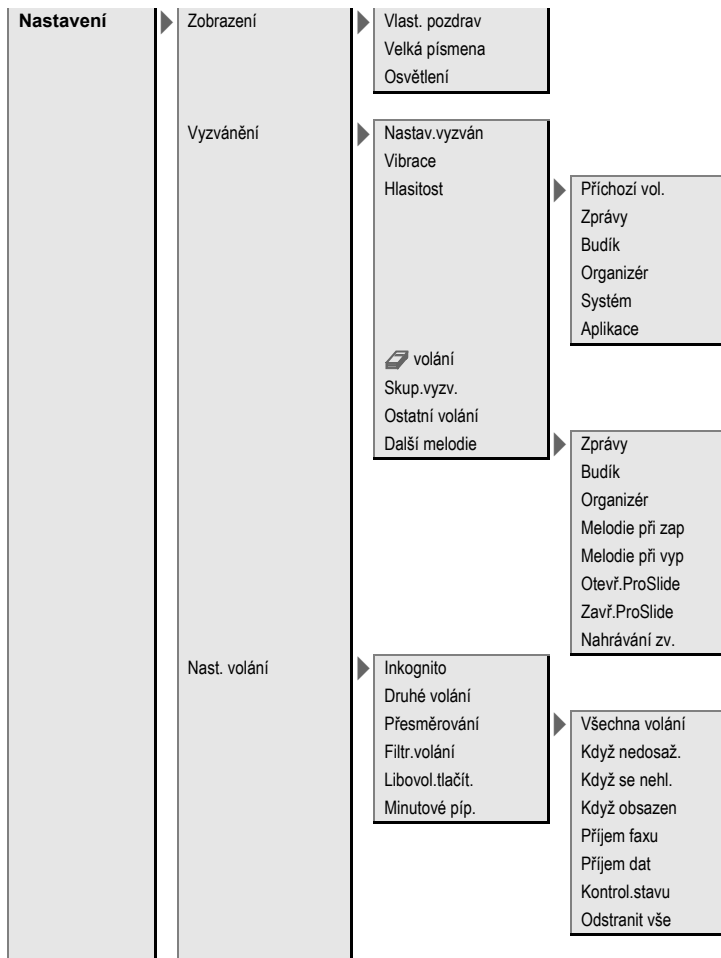 Nastavení
Zobrazení
Vlast. pozdrav
Velká písmena
Osvětlení
Vyzvánění
Nastav.vyzván
Vibrace
Hlasitost
Příchozí vol.
Zprávy
Budík
Organizér
Systém
Aplikace
volání
Skup.vyzv.
Ostatní volání
Další melodie
Zprávy
Budík
Organizér
Melodie při zap
Melodie při vyp
Otevř.ProSlide
Zavř.ProSlide
Nahrávání zv.
Nast. volání
Inkognito
Druhé volání
Přesměrování
Všechna volání
Když nedosaž.
Když se nehl.
Když obsazen
Příjem faxu
Příjem dat
Kontrol.stavu
Odstranit vše
Filtr.volání
Libovol.tlačít.
Minutové píp.